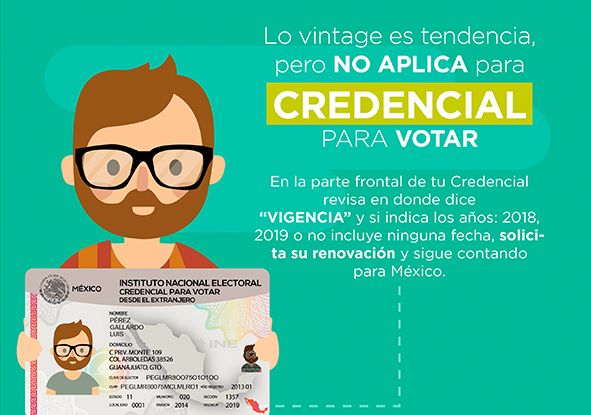 Lo vintage es tendencia,
pero NO APLICA para
CREDENCIAL
PARA VOTAR
En la parte frontal de tu Credencial
revisa en donde dice
“VIGENCIA” y si indica los años: 2018,
2019 o no incluye ninguna fecha, solici-
ta su renovación y sigue contando
para México.
MÉXICO
INSTITUTO NACIONAL ELECTORAL
CREDENCIAL PARA VOTAR
DESDE EL EXTRANJERO
NOMBRE
PÉREZ
GALLARDO
LUIS
DOMICILIO
C PRIV. MONTE 109
COL ARBOLEDAS 38526
GUANAJUATO, GTO
INE
CLAVE DE ELECTOR PEGLMR80075010100
CURP PEGLMR80075MCLMLR01 AÑO REGISTRO 2013 01
ESTADO 11 MUNICIPIO 020 SECCIÓN 1357
LOCALIDAD 0001 EMISIÓN 2014 VIGENCIA 2019